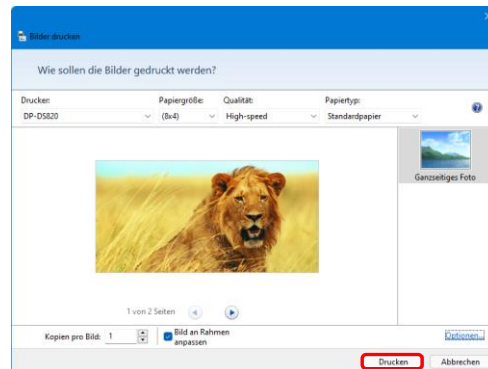 Bilder drucken
Wie sollen die Bilder gedruckt werden?
Drucker: Papiergröße: Qualität: Papiertyp:
DP-DS820 (8x4) High-speed Standardpapier
Ganzseitiges Foto
1 von 2 Seiten
Kopien pro Bild: 1 Bild an Rahmen
anpassen
Optionen...
Drucken Abbrechen